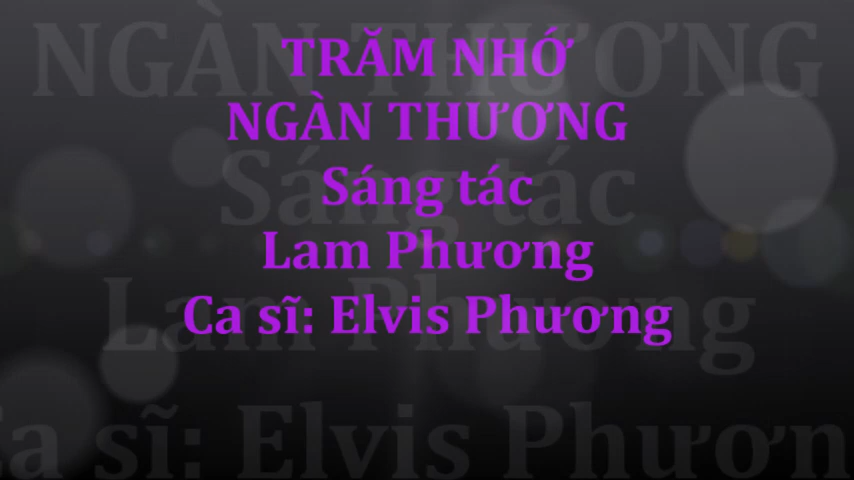 TRĂM NHỚ
NGÀN THƯƠNG
Sáng tác
Lam Phương
Ca sĩ: Elvis Phương